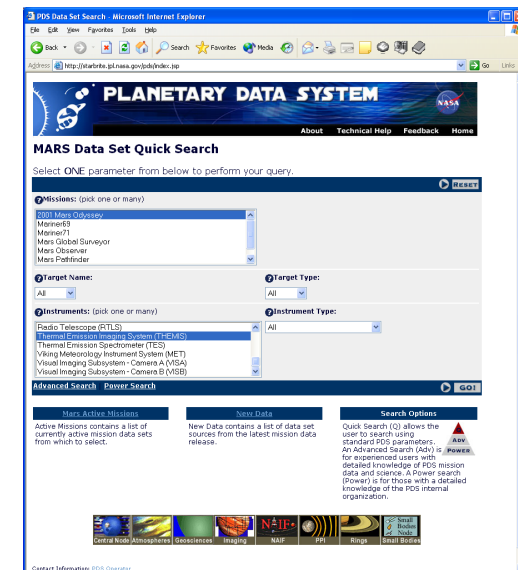 PDS Data Set Search - Microsoft Internet Explorer
File Edit View Favorites Tools Help
Back Search Favorites Media
Address http://starbrite.jpl.nasa.gov/pds/index.jsp Go Links
PLANETARY DATA SYSTEM
NASA
About Technical Help Feedback Home
MARS Data Set Quick Search
Select ONE parameter from below to perform your query.
RESET
Missions: (pick one or many)
2001 Mars Odyssey
Mariner69
Mariner71
Mars Global Surveyor
Mars Observer
Mars Pathfinder
Target Name: Target Type:
All All
Instruments: (pick one or many) Instrument Type:
Radio Telescope (RTLS) All
Thermal Emission Imaging System (THEMIS)
Thermal Emission Spectrometer (TES)
Viking Meteorology Instrument System (MET)
Visual Imaging Subsystem - Camera A (VISA)
Visual Imaging Subsystem - Camera B (VISB)
Advanced Search Power Search GO!
Mars Active Missions
Active Missions contains a list of
currently active mission data sets
from which to select.
New Data
New Data contains a list of data set
sources from the latest mission data
release.
Search Options
Quick Search (Q) allows the
user to search using
standard PDS parameters.
An Advanced Search (Adv) is
for experienced users with
detailed knowledge of PDS mission
data and science. A Power search
(Power) is for those with a detailed
knowledge of the PDS internal
organization.
ADV
POWER
Central Node Atmospheres Geosciences Imaging NAIF PPI Rings Small Bodies
NAIF
Small
Bodies
Node
Contact Information: PDS Operator